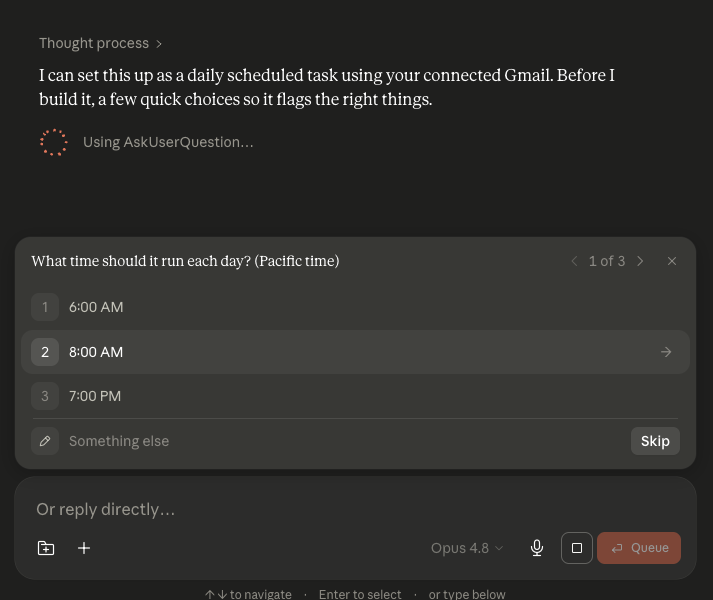 Thought process >
I can set this up as a daily scheduled task using your connected Gmail. Before I
build it, a few quick choices so it flags the right things.
Using AskUserQuestion...
What time should it run each day? (Pacific time)
1 of 3
1 6:00 AM
2 8:00 AM
3 7:00 PM
Something else
Skip
Or reply directly...
Opus 4.8
Queue
↑↓ to navigate · Enter to select · or type below